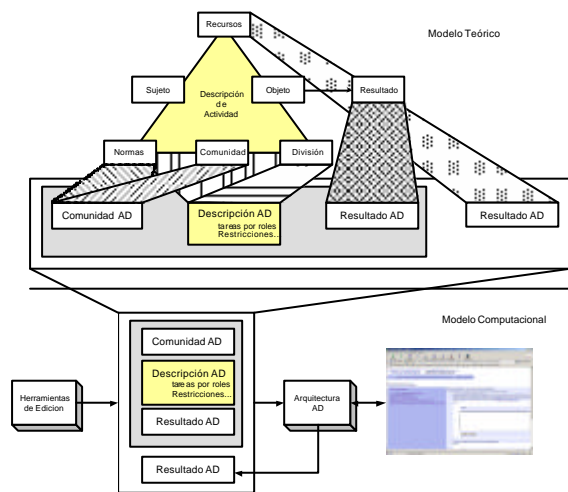 Recursos
Modelo Teórico
Sujeto
Descripción
de
Actividad
Objeto
Resultado
Normas
Comunidad
División
Comunidad AD
Descripción AD
tareas por roles
Restricciones...
Resultado AD
Resultado AD
Modelo Computacional
Comunidad AD
Descripción AD
tareas por roles
Restricciones...
Resultado AD
Herramientas
de Edicion
Arquitectura
AD
Resultado AD